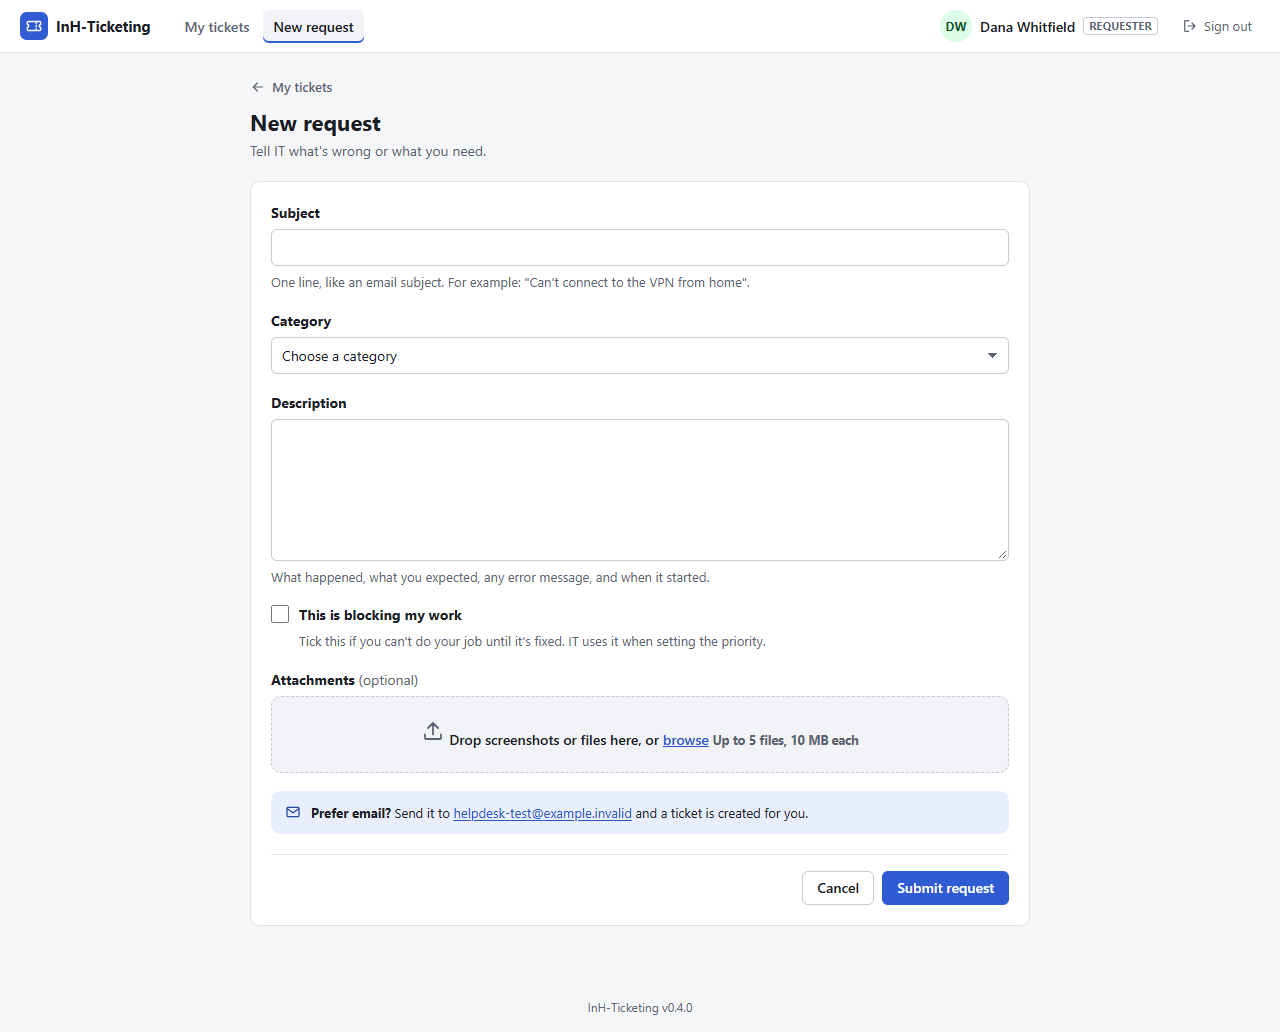 InH-Ticketing My tickets New request DW Dana Whitfield REQUESTER Sign out
My tickets
New request
Tell IT what's wrong or what you need.
Subject
One line, like an email subject. For example: "Can't connect to the VPN from home".
Category
Choose a category
Description
What happened, what you expected, any error message, and when it started.
This is blocking my work
Tick this if you can't do your job until it's fixed. IT uses it when setting the priority.
Attachments (optional)
Drop screenshots or files here, or browse Up to 5 files, 10 MB each
Prefer email? Send it to helpdesk-test@example.invalid and a ticket is created for you.
Cancel Submit request
InH-Ticketing v0.4.0